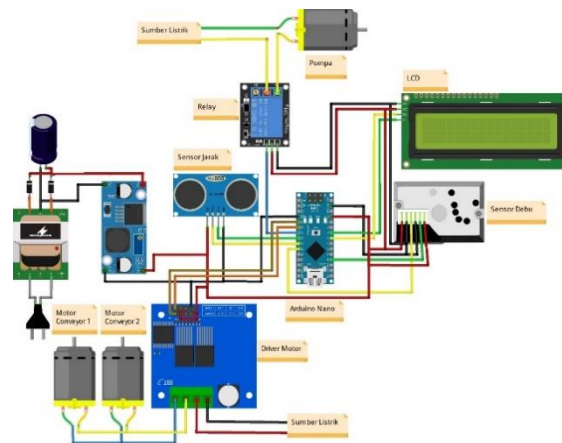 Sumber Listrik
Pompa
LCD
Relay
Sensor Jarak
Sensor Debu
Arduino Nano
Motor
Conveyor 1
Motor
Conveyor 2
Driver Motor
Sumber Listrik